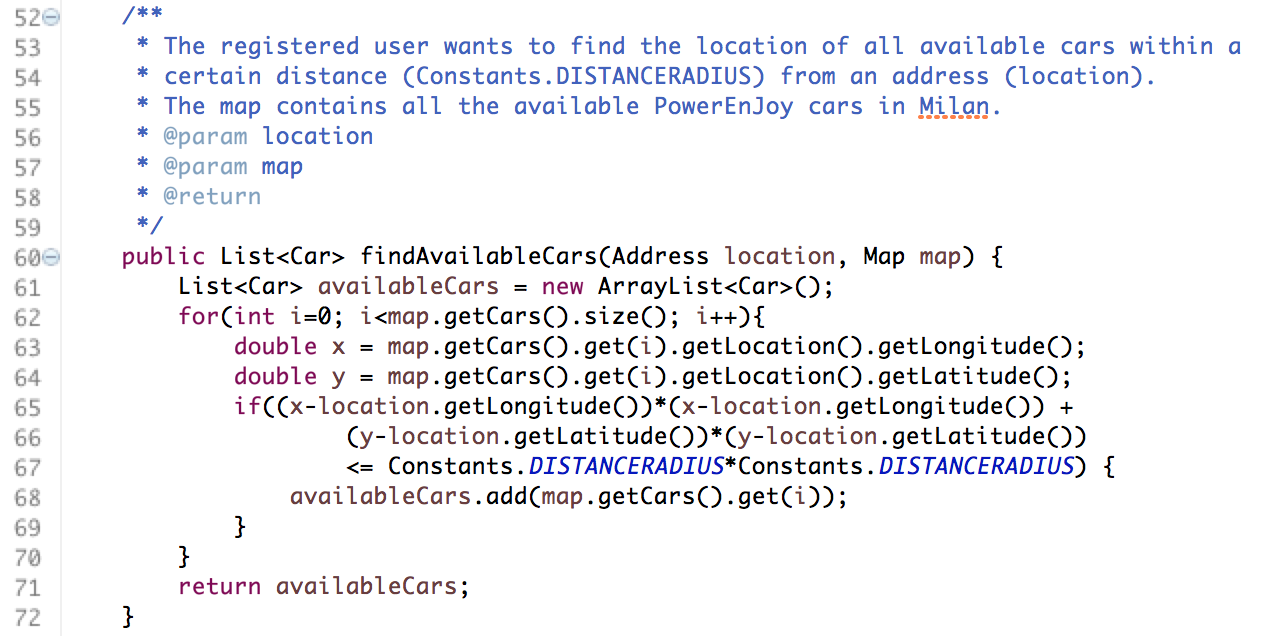 52 /**
53 * The registered user wants to find the location of all available cars within a
54 * certain distance (Constants.DISTANCERADIUS) from an address (location).
55 * The map contains all the available PowerEnJoy cars in Milan.
56 * @param location
57 * @param map
58 * @return
59 */
60 public List<Car> findAvailableCars(Address location, Map map) {
61 List<Car> availableCars = new ArrayList<Car>();
62 for(int i=0; i<map.getCars().size(); i++){
63 double x = map.getCars().get(i).getLocation().getLongitude();
64 double y = map.getCars().get(i).getLocation().getLatitude();
65 if((x-location.getLongitude())*(x-location.getLongitude()) +
66 (y-location.getLatitude())*(y-location.getLatitude())
67 <= Constants.DISTANCERADIUS*Constants.DISTANCERADIUS) {
68 availableCars.add(map.getCars().get(i));
69 }
70 }
71 return availableCars;
72 }